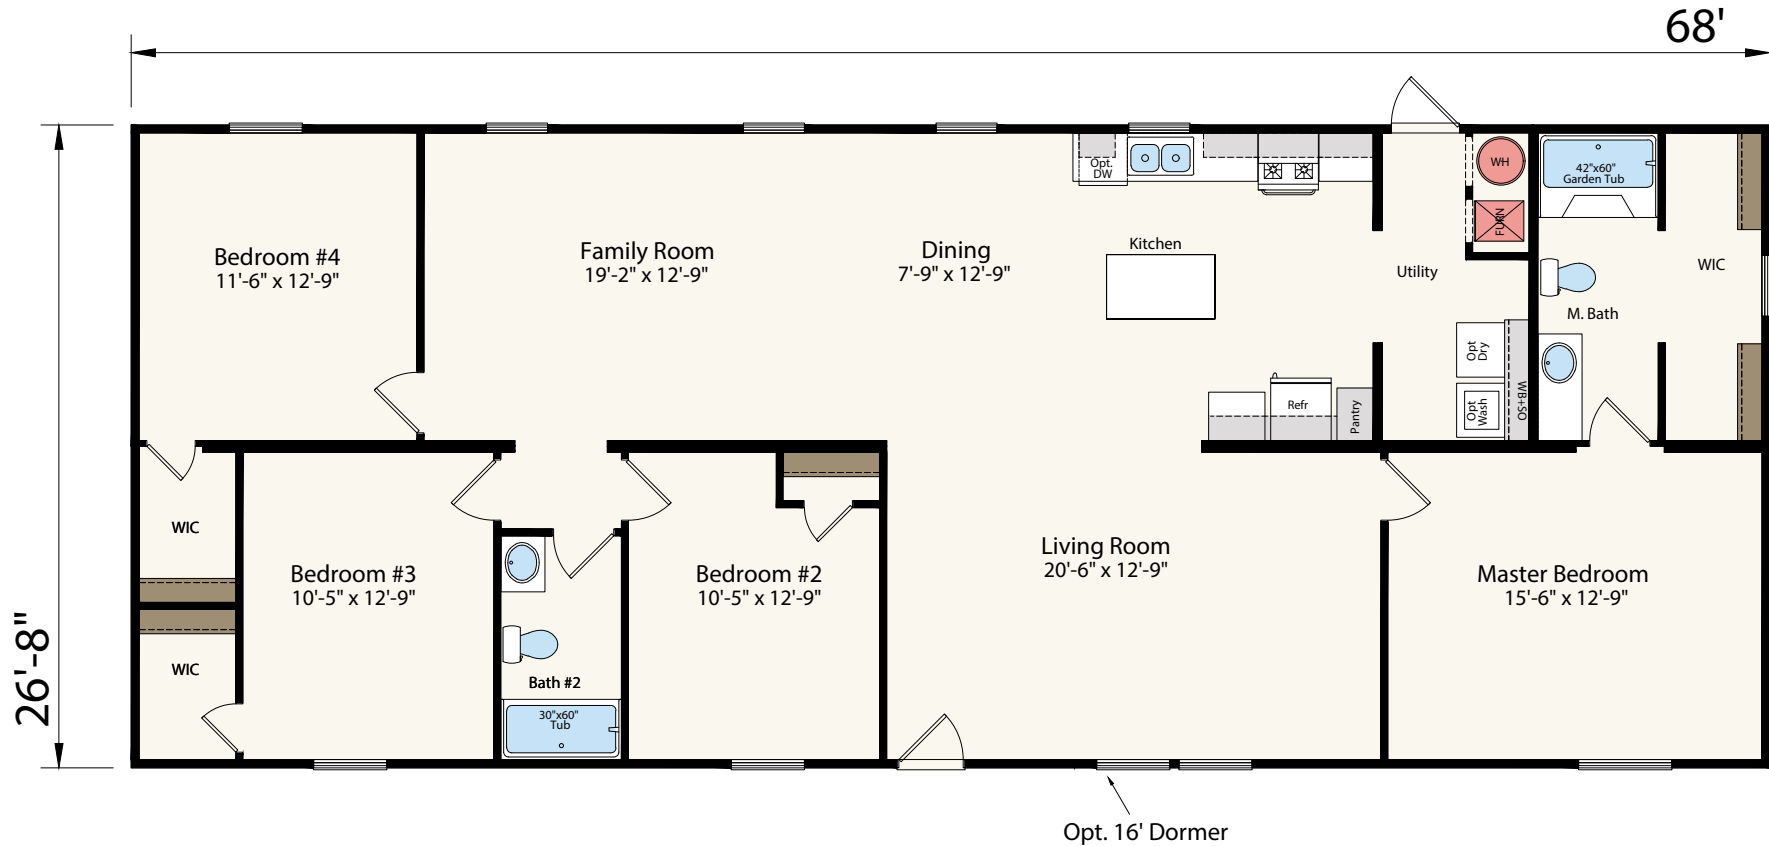 68'
26'-8"
Bedroom #4
11'-6" x 12'-9"
Family Room
19'-2" x 12'-9"
Dining
7'-9" x 12'-9"
Opt.
DW
Kitchen
Refr
Pantry
Utility
WH
FURN
Opt
Dry
Opt
Wash
WB+SO
42"x60"
Garden Tub
M. Bath
WIC
WIC
WIC
Bedroom #3
10'-5" x 12'-9"
Bath #2
30"x60"
Tub
Bedroom #2
10'-5" x 12'-9"
Living Room
20'-6" x 12'-9"
Master Bedroom
15'-6" x 12'-9"
Opt. 16' Dormer